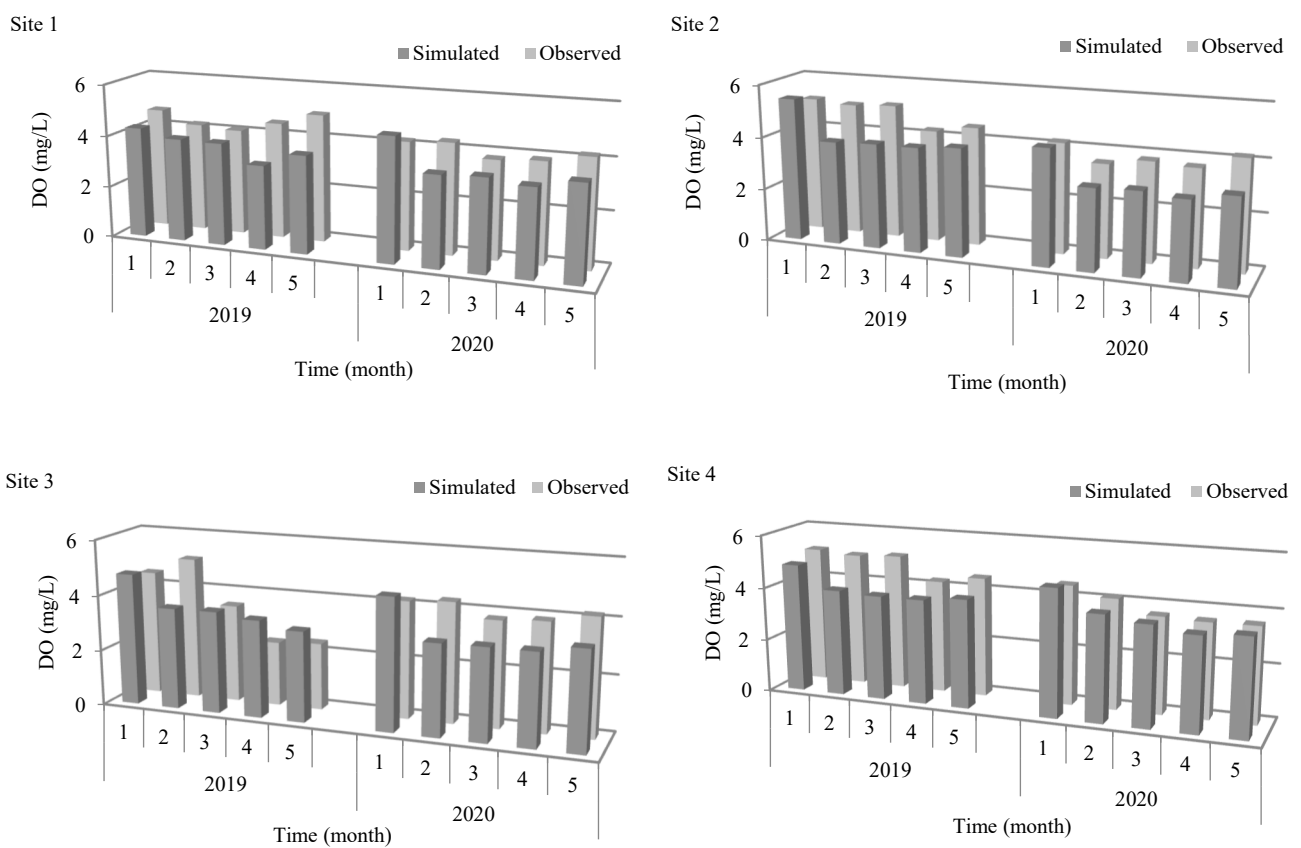 Site 1
Simulated Observed
6
4
2
0
DO (mg/L)
1 2 3 4 5 1 2 3 4 5
2019 2020
Time (month)
Site 2
Simulated Observed
6
4
2
0
DO (mg/L)
1 2 3 4 5 1 2 3 4 5
2019 2020
Time (month)
Site 3
Simulated Observed
6
4
2
0
DO (mg/L)
1 2 3 4 5 1 2 3 4 5
2019 2020
Time (month)
Site 4
Simulated Observed
6
4
2
0
DO (mg/L)
1 2 3 4 5 1 2 3 4 5
2019 2020
Time (month)